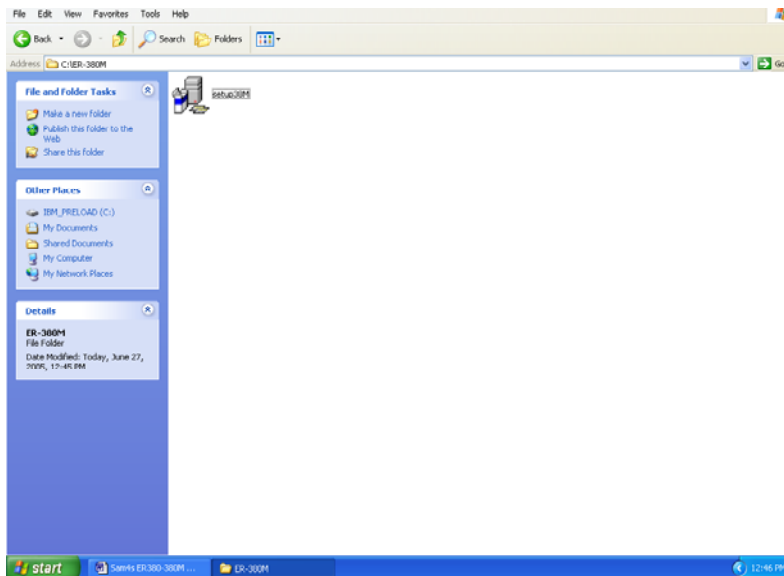 File Edit View Favorites Tools Help
Back Search Folders
Address C:\ER-380M Go
File and Folder Tasks
Make a new folder
Publish this folder to the
Web
Share this folder
Other Places
IBM_PRELOAD (C:)
My Documents
Shared Documents
My Computer
My Network Places
Details
ER-380M
File Folder
Date Modified: Today, June 27,
2005, 12:45 PM
setup38M
start Sam4s ER380-380M ... ER-380M 12:46 PM